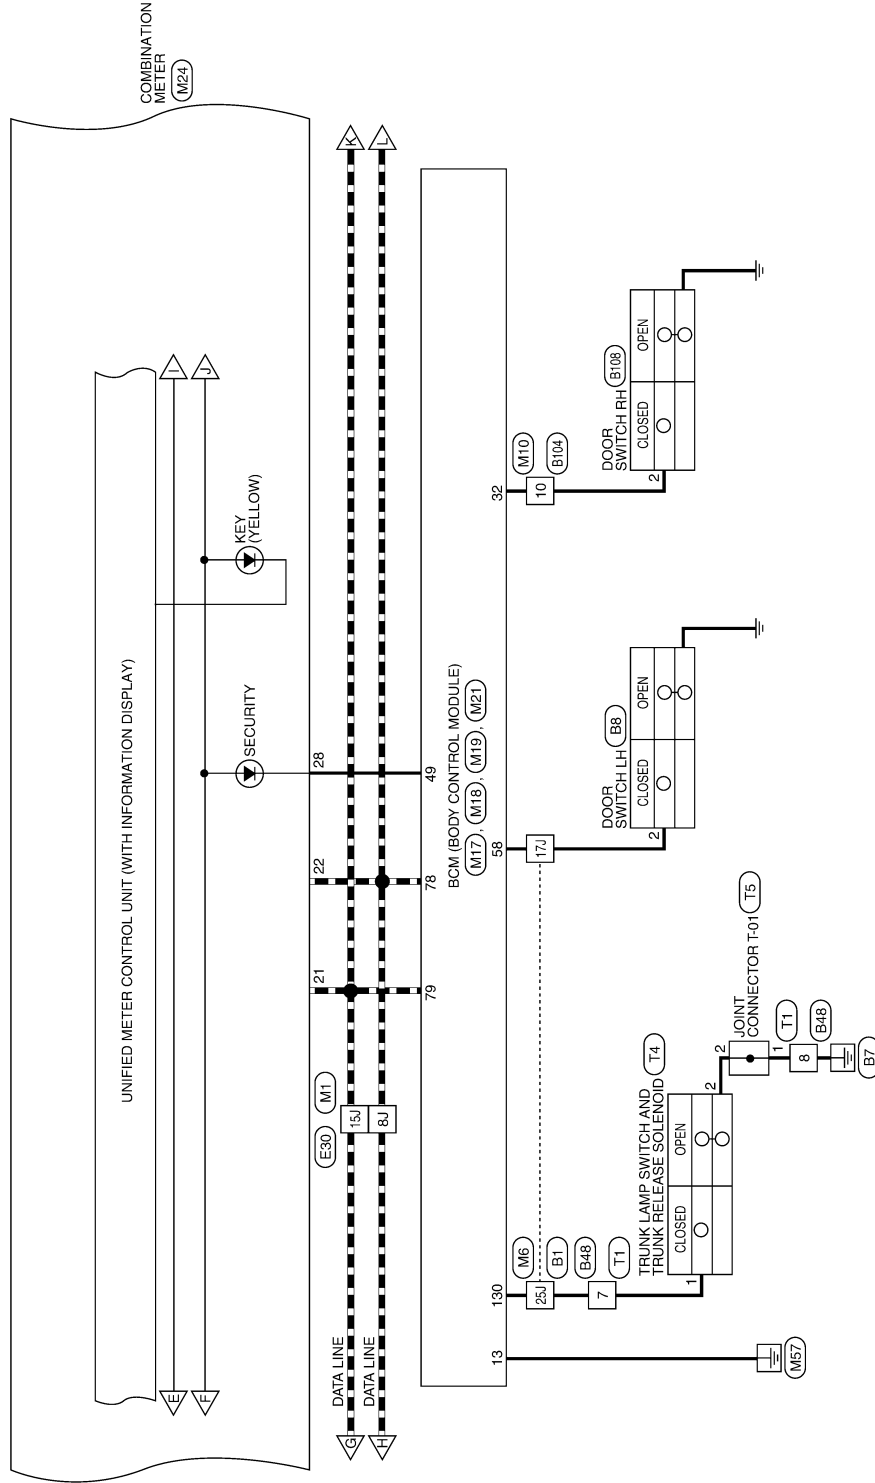 COMBINATION
METER
M24
UNIFIED METER CONTROL UNIT (WITH INFORMATION DISPLAY)
E
I
F
J
SECURITY
KEY
(YELLOW)
21
22
28
E30
M1
DATA LINE
G
15J
K
DATA LINE
H
8J
L
79
78
49
BCM (BODY CONTROL MODULE)
M17 , M18 , M19 , M21
13
130
58
32
M6
25J
B1
B48
7
T1
17J
M10
10
B104
TRUNK LAMP SWITCH AND
TRUNK RELEASE SOLENOID
T4
CLOSED
OPEN
1
2
DOOR
SWITCH LH
B8
CLOSED
OPEN
2
DOOR
SWITCH RH
B108
CLOSED
OPEN
2
JOINT
CONNECTOR T-01
T5
2
1
T1
8
B48
M57
B7